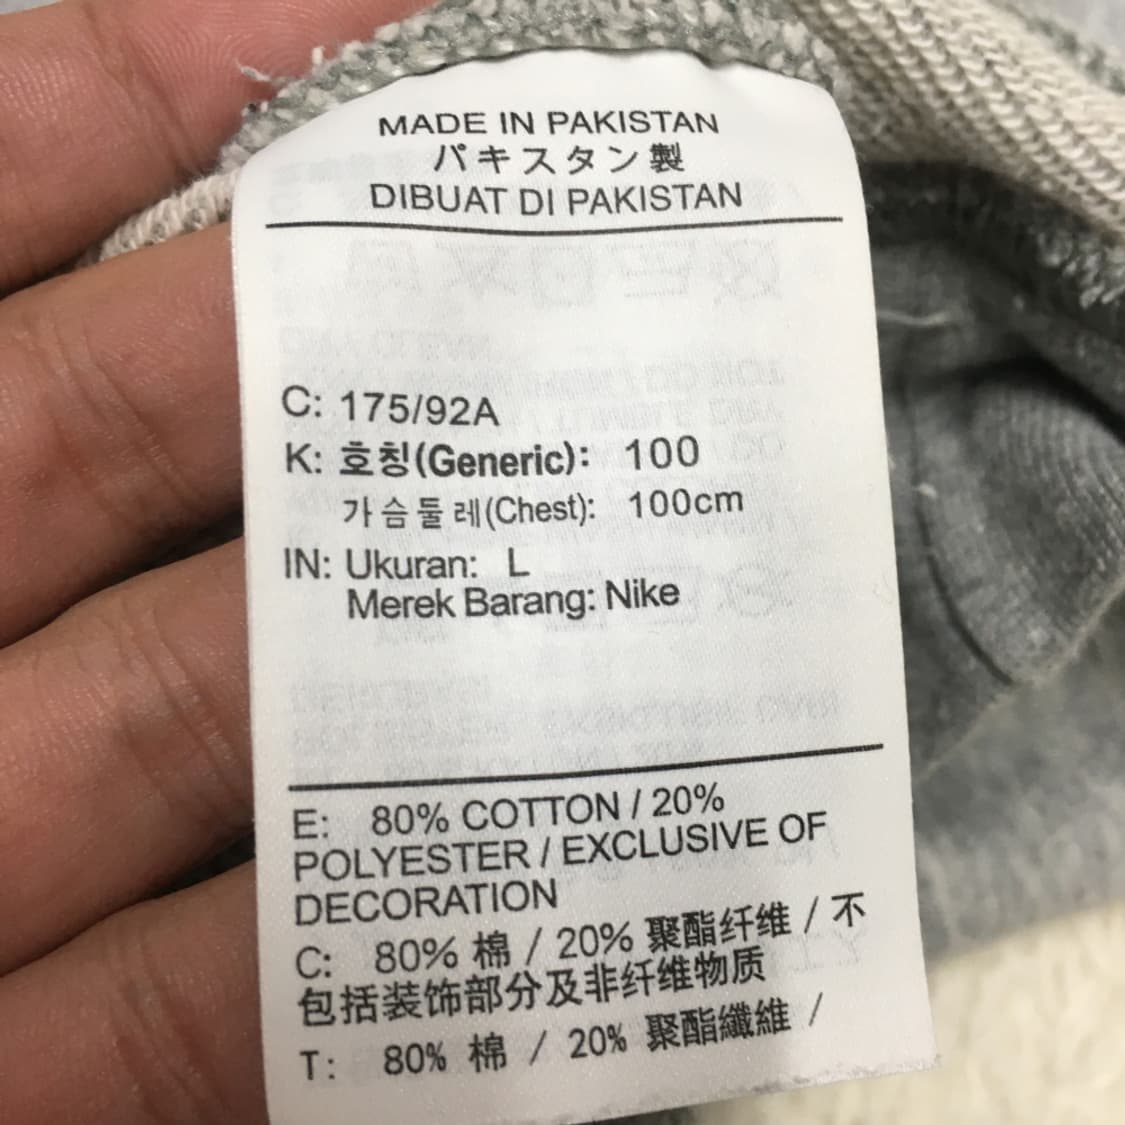 MADE IN PAKISTAN
パキスタン製
DIBUAT DI PAKISTAN
C: 175/92A
K: 호칭(Generic): 100
가슴둘레(Chest): 100cm
IN: Ukuran: L
Merek Barang: Nike
E: 80% COTTON / 20%
POLYESTER / EXCLUSIVE OF
DECORATION
C: 80% 棉 / 20% 聚酯纤维 / 不
包括装饰部分及非纤维物质
T: 80% 棉 / 20% 聚酯纖維 /